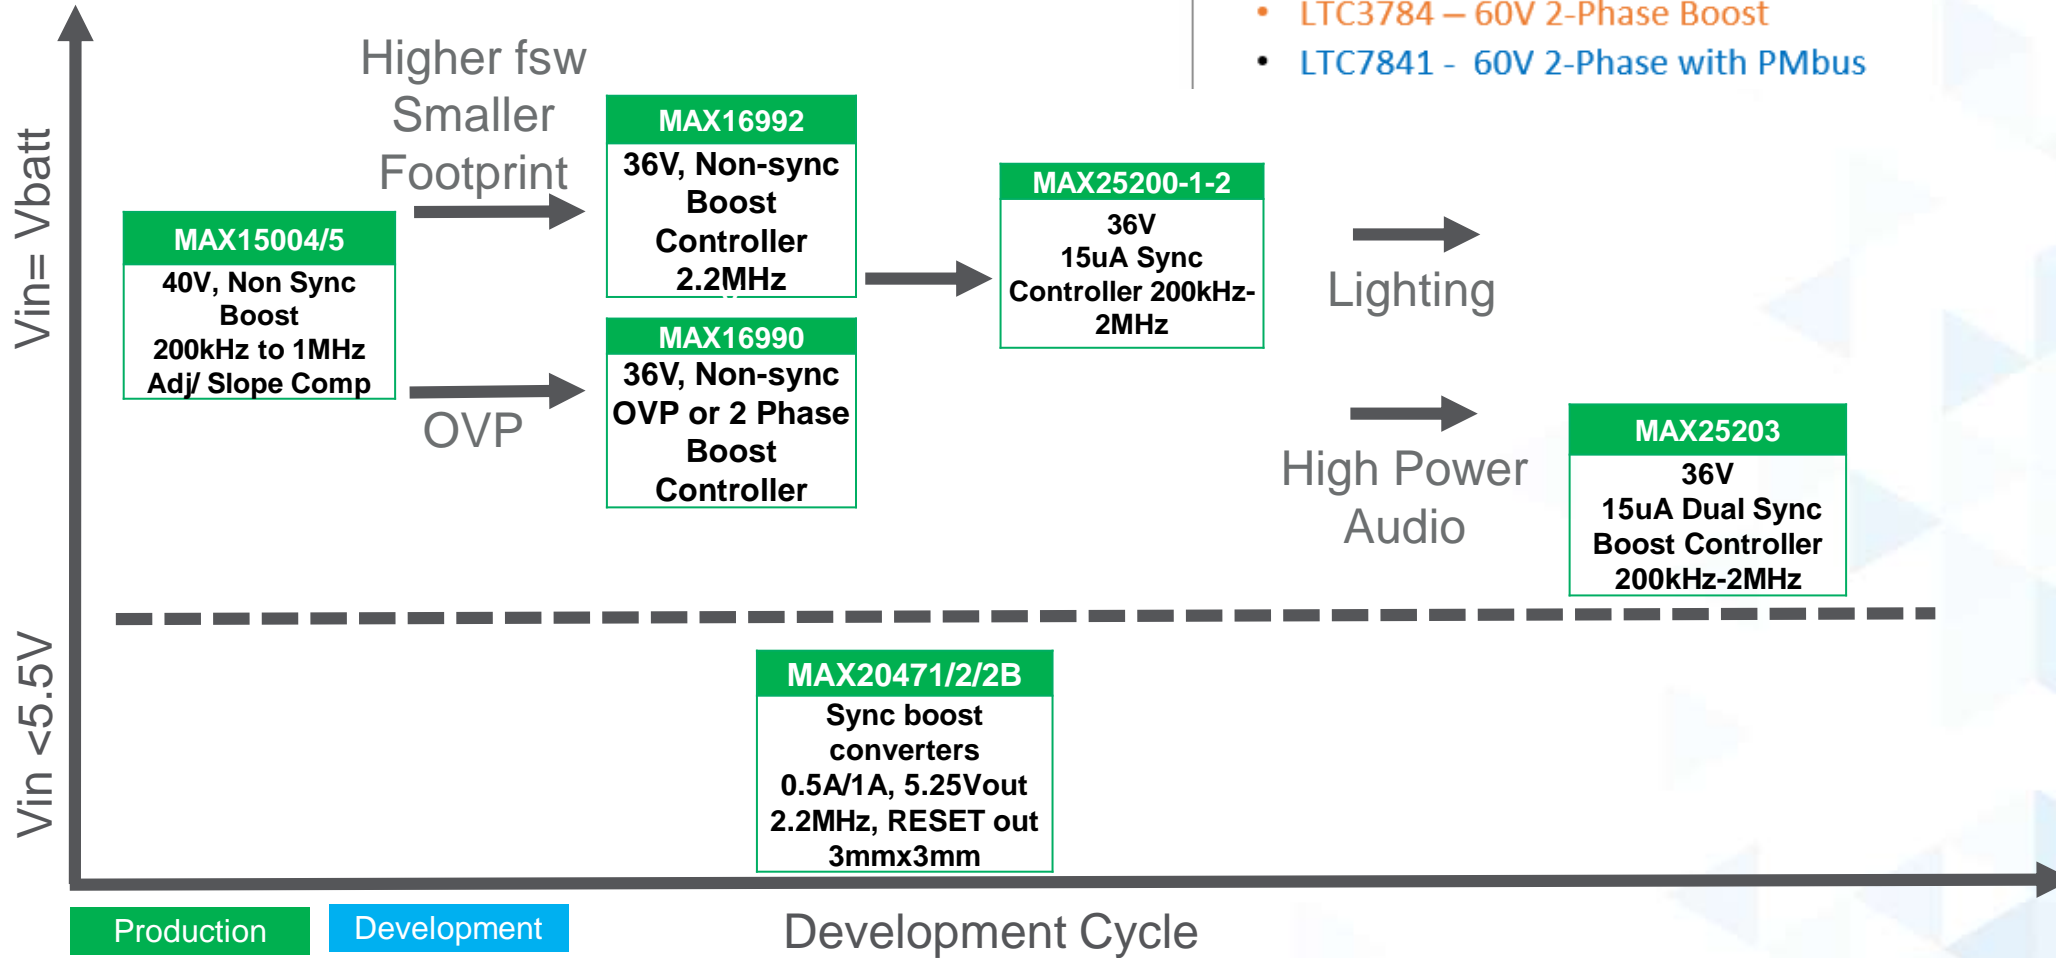 • LTC3784 – 60V 2-Phase Boost
• LTC7841 - 60V 2-Phase with PMbus
Higher fsw
Smaller
Footprint
Vin= Vbatt
MAX15004/5
40V, Non Sync
Boost
200kHz to 1MHz
Adj/ Slope Comp
OVP
MAX16992
36V, Non-sync
Boost
Controller
2.2MHz
MAX16990
36V, Non-sync
OVP or 2 Phase
Boost
Controller
MAX25200-1-2
36V
15uA Sync
Controller 200kHz-
2MHz
Lighting
High Power
Audio
MAX25203
36V
15uA Dual Sync
Boost Controller
200kHz-2MHz
Vin <5.5V
MAX20471/2/2B
Sync boost
converters
0.5A/1A, 5.25Vout
2.2MHz, RESET out
3mmx3mm
Production
Development
Development Cycle